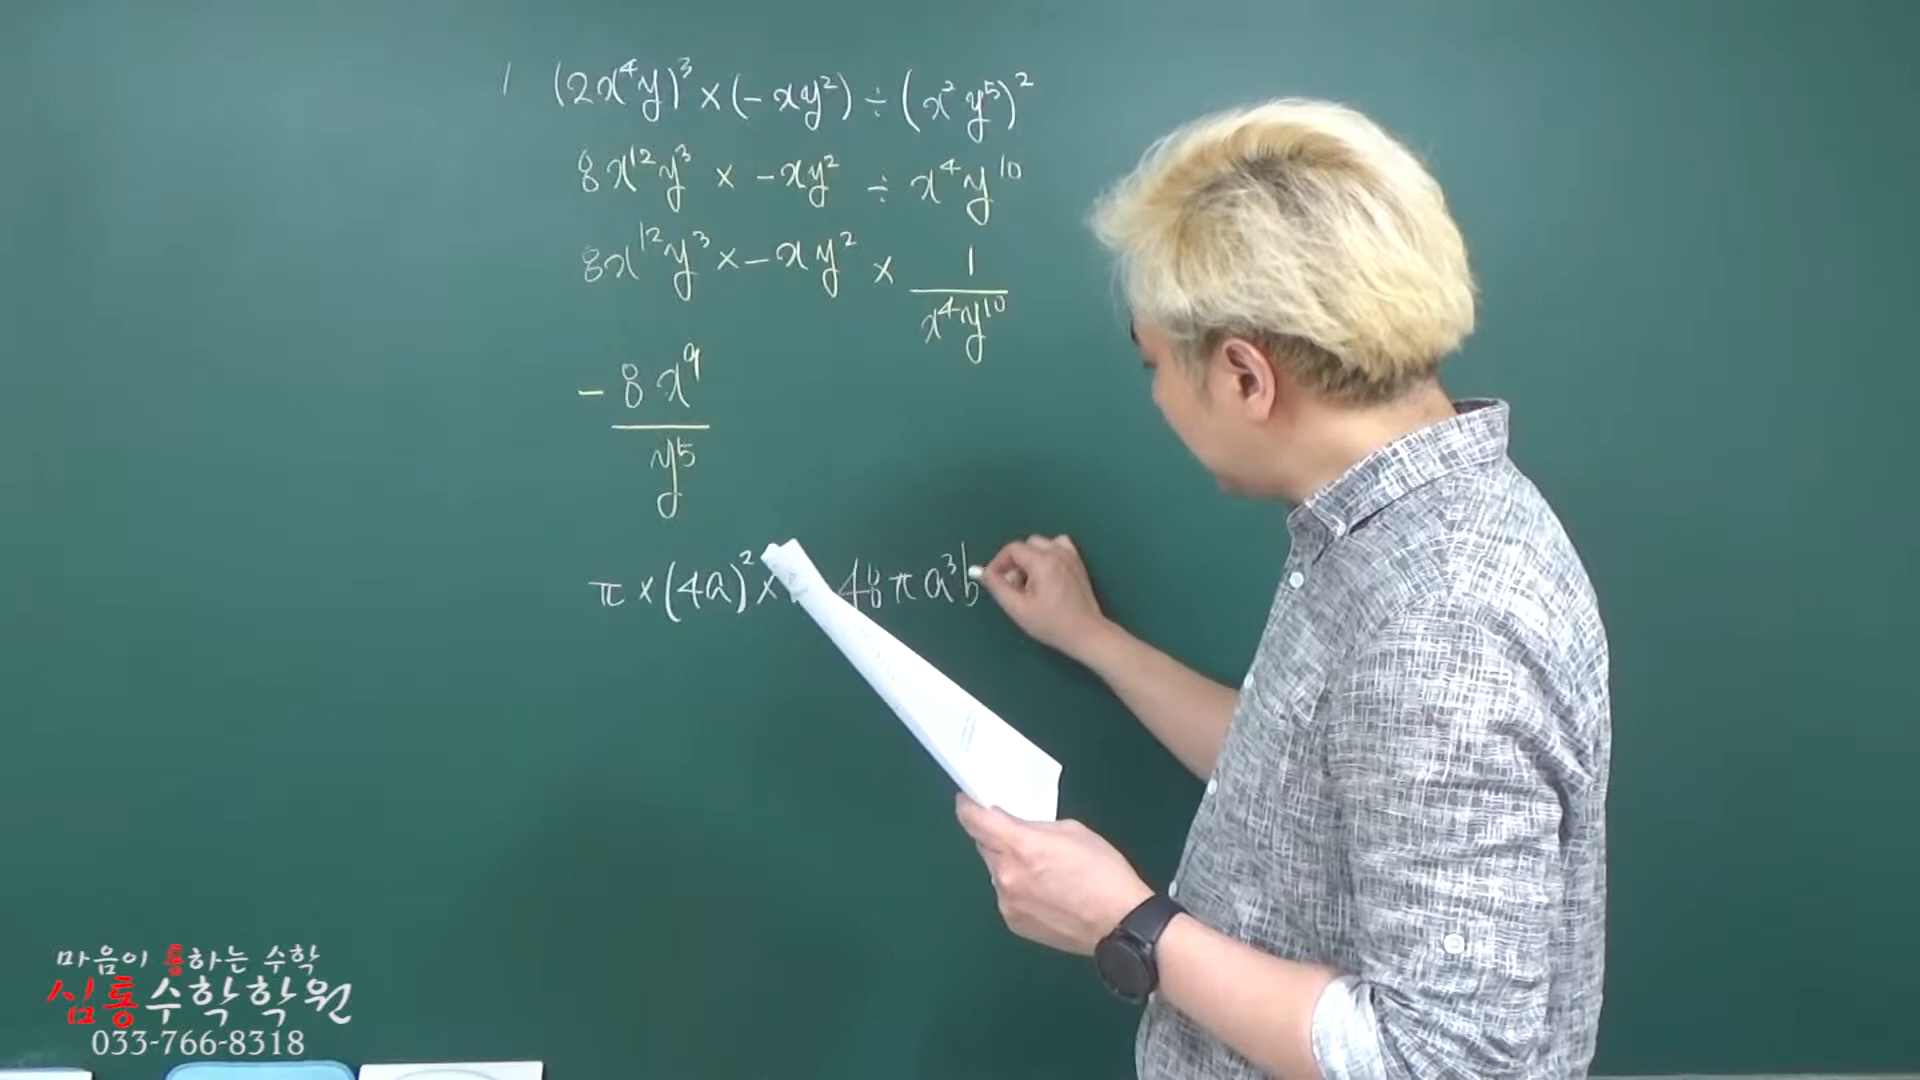 1 (2x⁴y)³ × (-xy²) ÷ (x²y⁵)²
8x¹²y³ × -xy² ÷ x⁴y¹⁰
8x¹²y³ × -xy² × 1/x⁴y¹⁰
- 8x⁹/y⁵
π × (4a)² × 48πa³b
마음이 통하는 수학
심통수학학원
033-766-8318